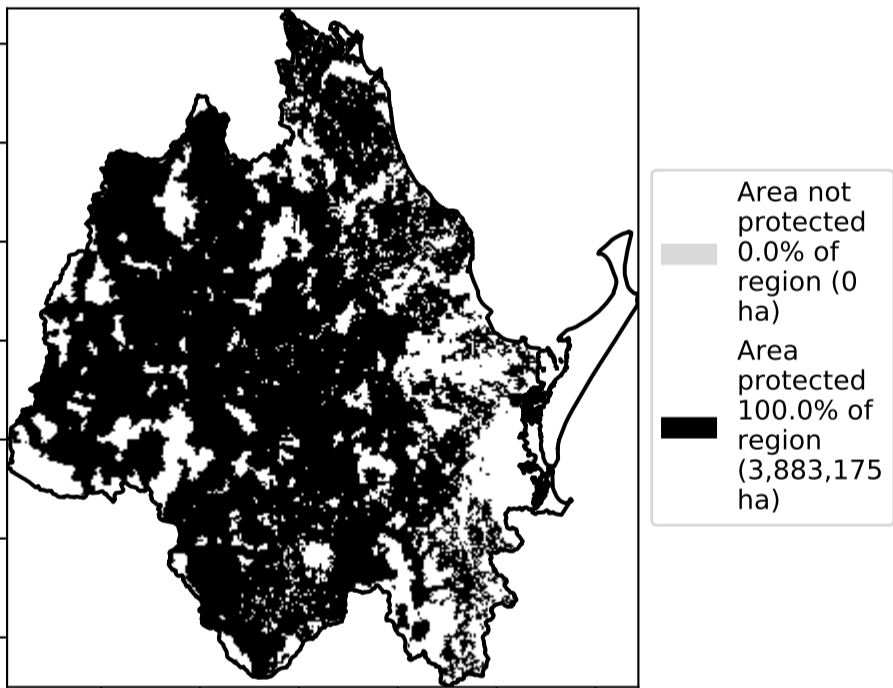 Area not
protected
0.0% of
region (0
ha)
Area
protected
100.0% of
region
(3,883,175
ha)